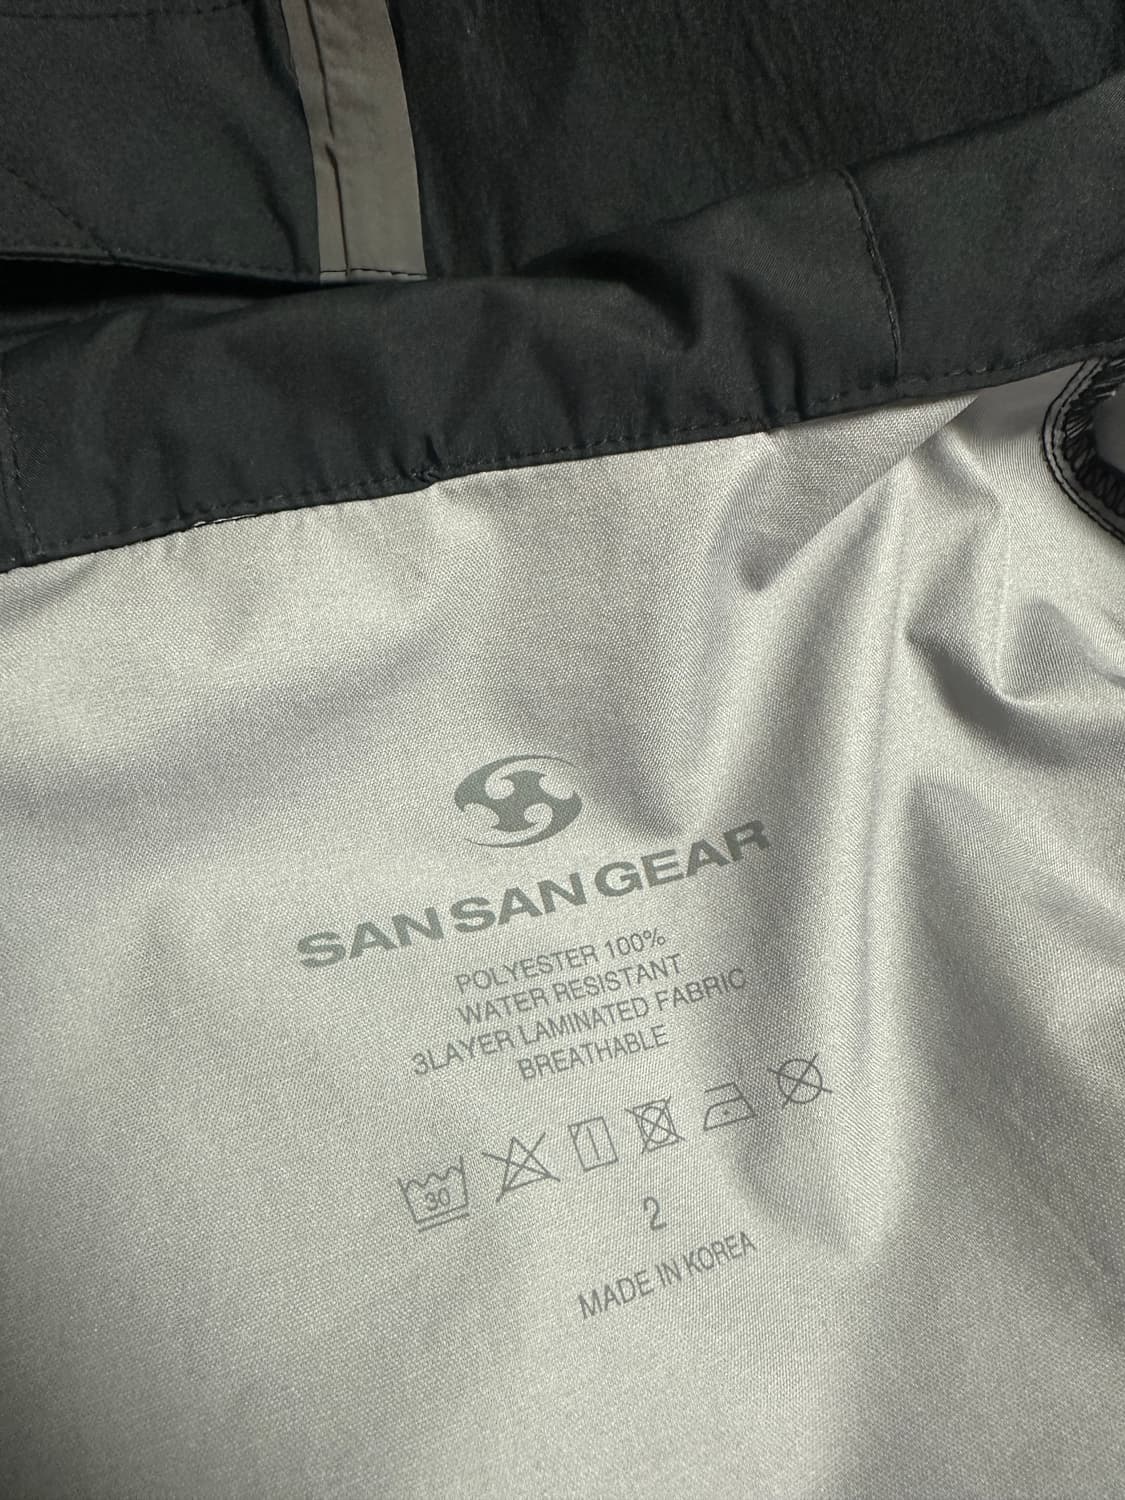 SAN SAN GEAR
POLYESTER 100%
WATER RESISTANT
3LAYER LAMINATED FABRIC
BREATHABLE
30
2
MADE IN KOREA